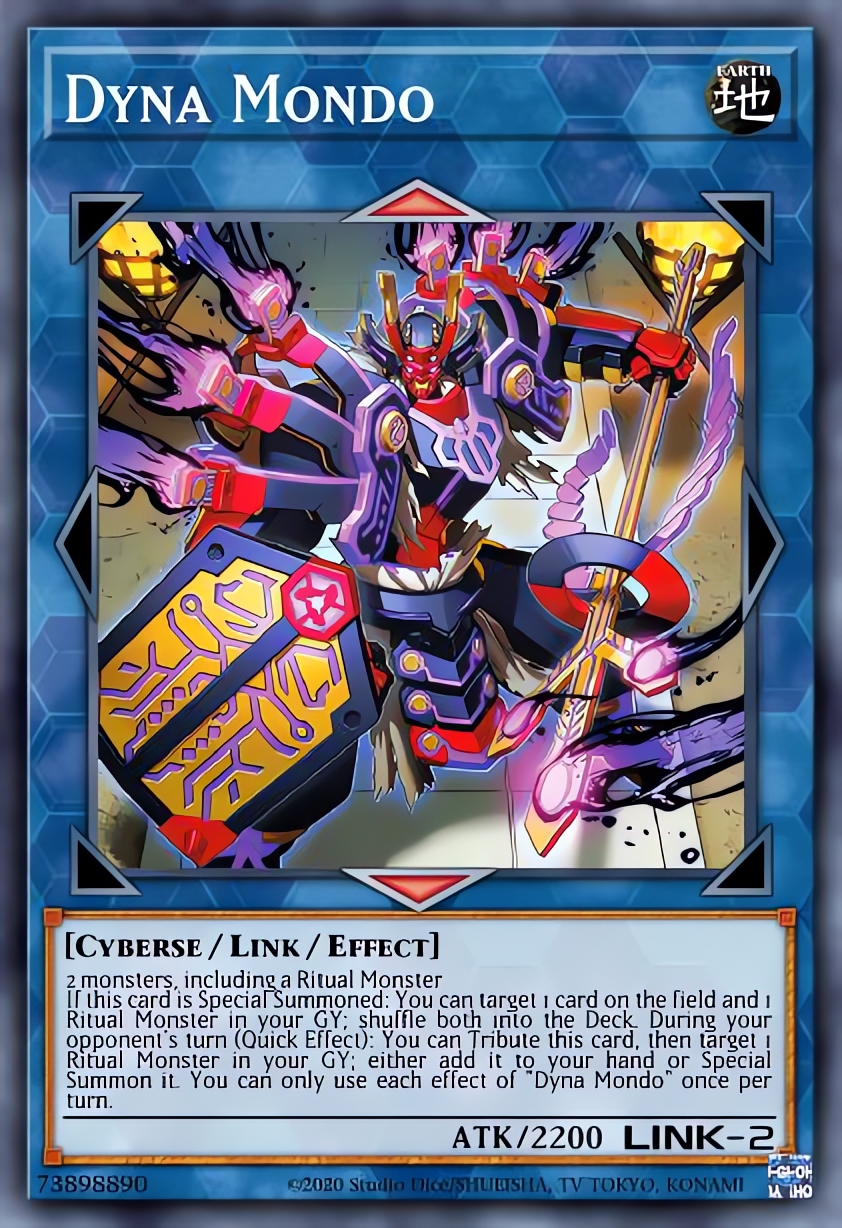 Dyna Mondo
EARTH
地
[Cyberse / Link / Effect]
2 monsters, including a Ritual Monster
If this card is Special Summoned: You can target 1 card on the field and 1
Ritual Monster in your GY; shuffle both into the Deck. During your
opponent's turn (Quick Effect): You can Tribute this card, then target 1
Ritual Monster in your GY; either add it to your hand or Special
Summon it. You can only use each effect of "Dyna Mondo" once per
turn.
ATK/2200 LINK-2
73898890
©2020 Studio Dice/SHUEISHA, TV TOKYO, KONAMI